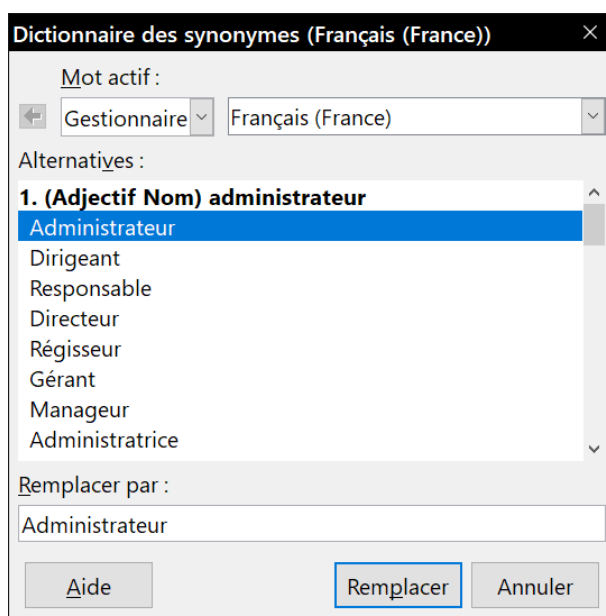 Dictionnaire des synonymes (Français (France))
Mot actif :
Gestionnaire Français (France)
Alternatives :
1. (Adjectif Nom) administrateur
Administrateur
Dirigeant
Responsable
Directeur
Régisseur
Gérant
Manageur
Administratrice
Remplacer par :
Administrateur
Aide Remplacer Annuler